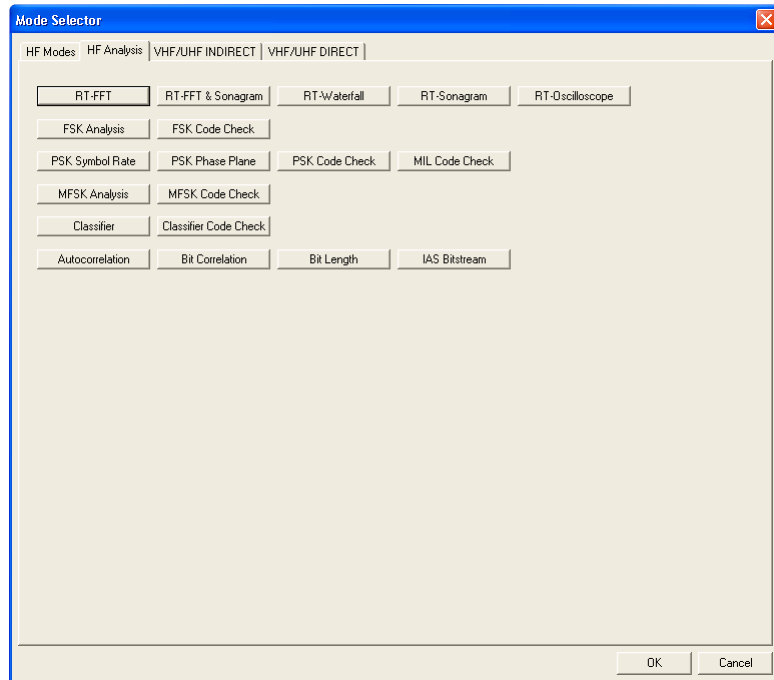 Mode Selector
HF Modes HF Analysis VHF/UHF INDIRECT VHF/UHF DIRECT
RT-FFT RT-FFT & Sonagram RT-Waterfall RT-Sonagram RT-Oscilloscope
FSK Analysis FSK Code Check
PSK Symbol Rate PSK Phase Plane PSK Code Check MIL Code Check
MFSK Analysis MFSK Code Check
Classifier Classifier Code Check
Autocorrelation Bit Correlation Bit Length IAS Bitstream
OK Cancel